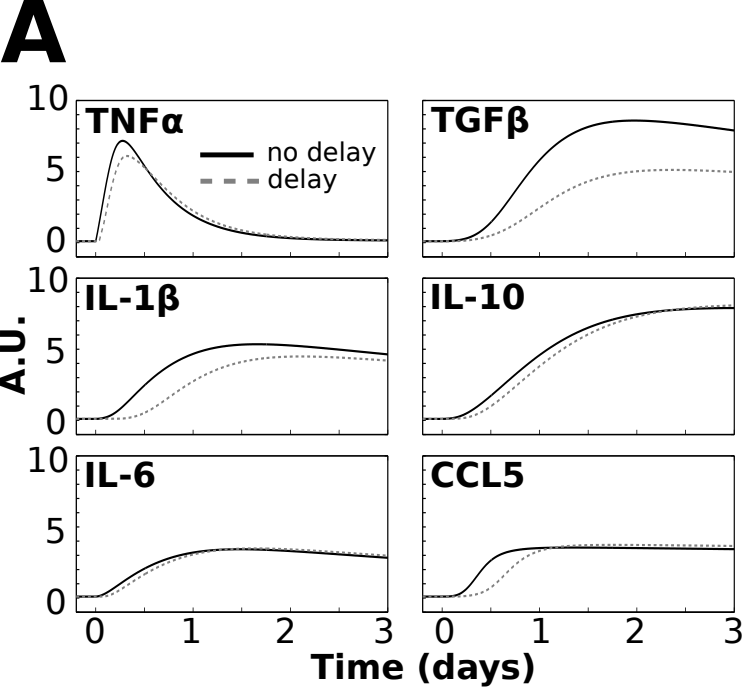 A
10
TNFα
5
0
no delay
delay
TGFβ
10
IL-1β
5
0
IL-10
A.U.
10
IL-6
5
0
CCL5
0 1 2 3 0 1 2 3
Time (days)